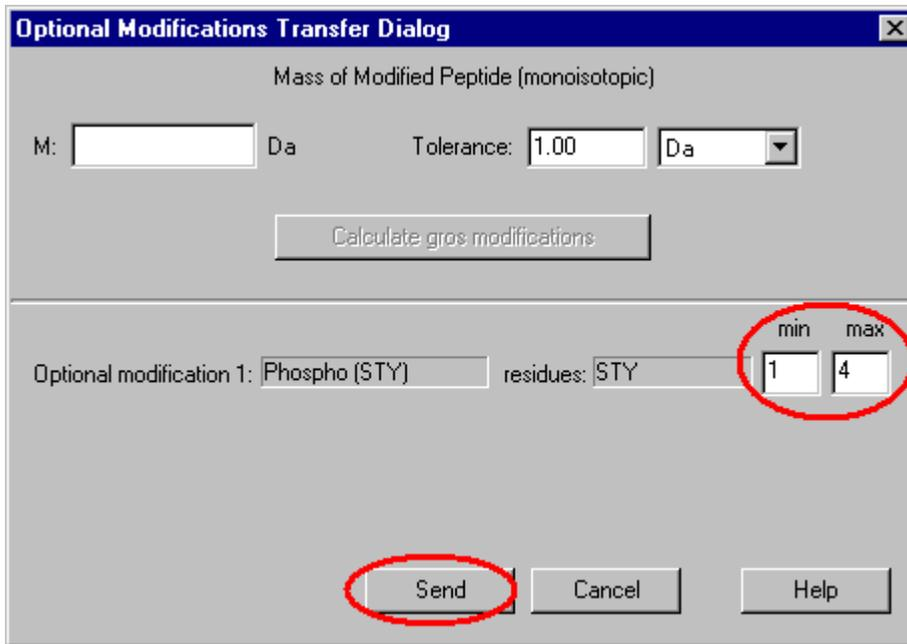 Optional Modifications Transfer Dialog
Mass of Modified Peptide (monoisotopic)
M: Da Tolerance: 1.00 Da
Calculate gros modifications
min max
Optional modification 1: Phospho (STY) residues: STY 1 4
Send Cancel Help